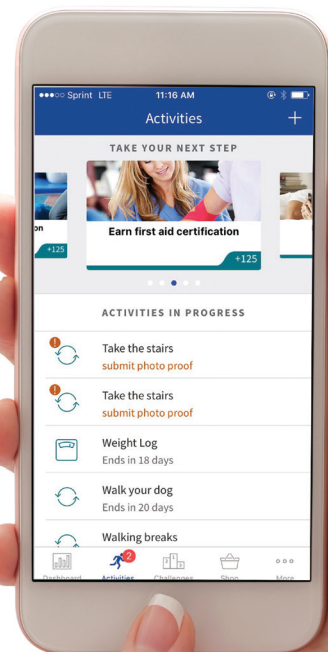 Sprint LTE 11:16 AM
Activities +
TAKE YOUR NEXT STEP
on
Earn first aid certification
+125
+125
ACTIVITIES IN PROGRESS
!
Take the stairs
submit photo proof
!
Take the stairs
submit photo proof
Weight Log
Ends in 18 days
Walk your dog
Ends in 20 days
Walking breaks
2
Dashboard Activities Challenges Shop More